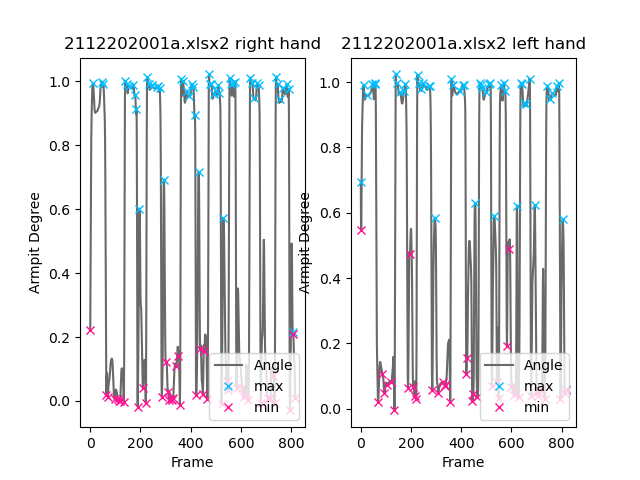 2112202001a.xlsx2 right hand
1.0
0.8
0.6
0.4
0.2
0.0
Armpit Degree
0 200 400 600 800
Frame
Angle
max
min
2112202001a.xlsx2 left hand
1.0
0.8
0.6
0.4
0.2
0.0
Armpit Degree
0 200 400 600 800
Frame
Angle
max
min